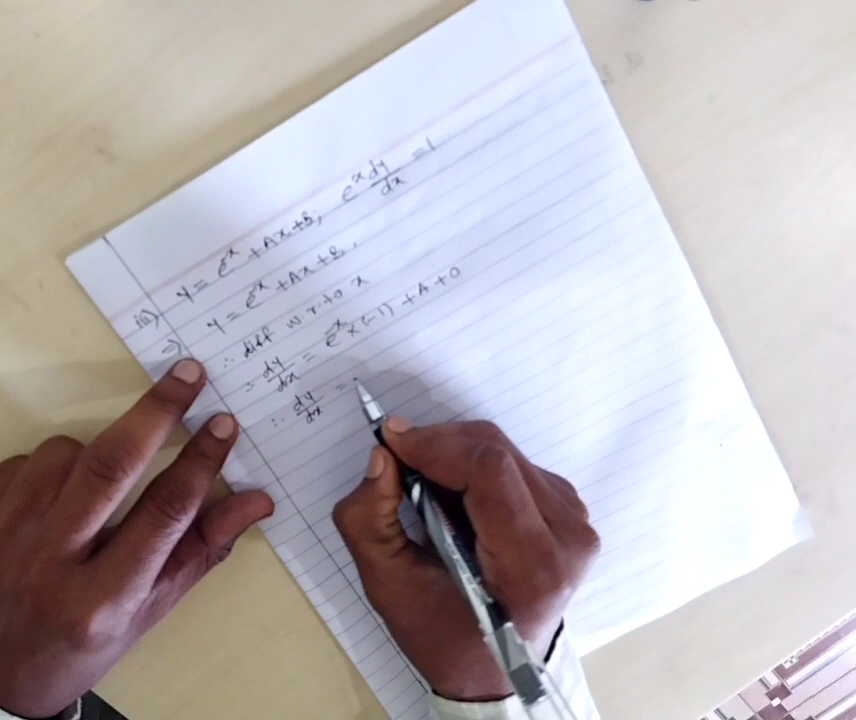 iii) y = e^-x + Ax + B; e^x dy/dx = 1
=> y = e^-x + Ax + B.
∴ diff w.r.to x
∴ dy/dx = e^-x x (-1) + A + 0
∴ dy/dx =